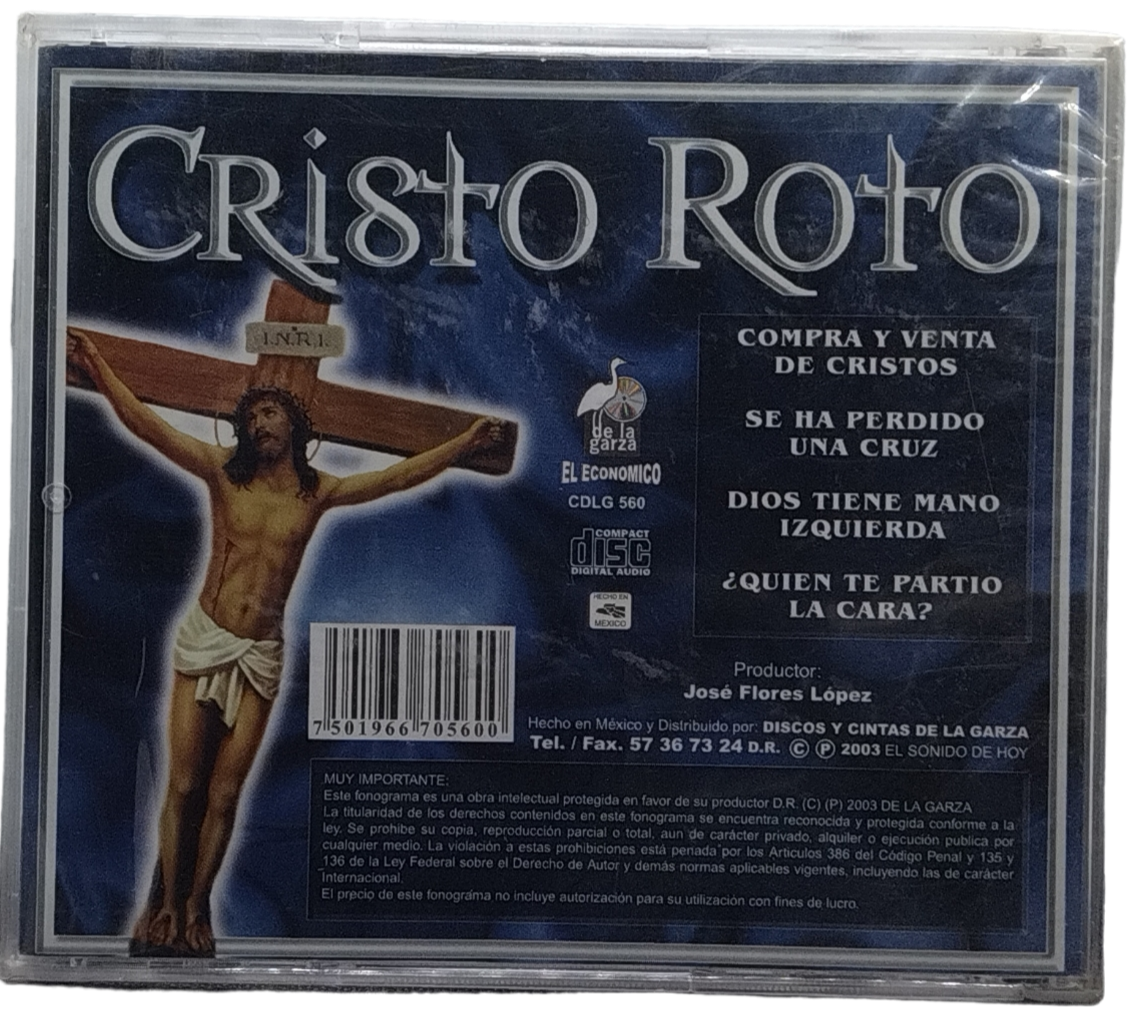 CRISTO ROTO
I.N.R.I.
COMPRA Y VENTA
DE CRISTOS
SE HA PERDIDO
UNA CRUZ
DIOS TIENE MANO
IZQUIERDA
¿QUIEN TE PARTIO
LA CARA?
de la
garza
EL ECONOMICO
CDLG 560
COMPACT
disc
DIGITAL AUDIO
HECHO EN
MEXICO
7 501966 705600
Productor:
José Flores López
Hecho en México y Distribuido por: DISCOS Y CINTAS DE LA GARZA
Tel. / Fax. 57 36 73 24 D.R. © ℗ 2003 EL SONIDO DE HOY
MUY IMPORTANTE:
Este fonograma es una obra intelectual protegida en favor de su productor D.R. (C) (P) 2003 DE LA GARZA
La titularidad de los derechos contenidos en este fonograma se encuentra reconocida y protegida conforme a la
ley. Se prohibe su copia, reproducción parcial o total, aun de carácter privado, alquiler o ejecución publica por
cualquier medio. La violación a estas prohibiciones está penada por los Articulos 386 del Código Penal y 135 y
136 de la Ley Federal sobre el Derecho de Autor y demás normas aplicables vigentes, incluyendo las de carácter
Internacional.
El precio de este fonograma no incluye autorización para su utilización con fines de lucro.